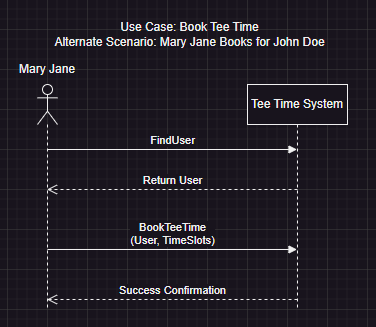 Use Case: Book Tee Time
Alternate Scenario: Mary Jane Books for John Doe
Mary Jane
Tee Time System
FindUser
Return User
BookTeeTime
(User, TimeSlots)
Success Confirmation